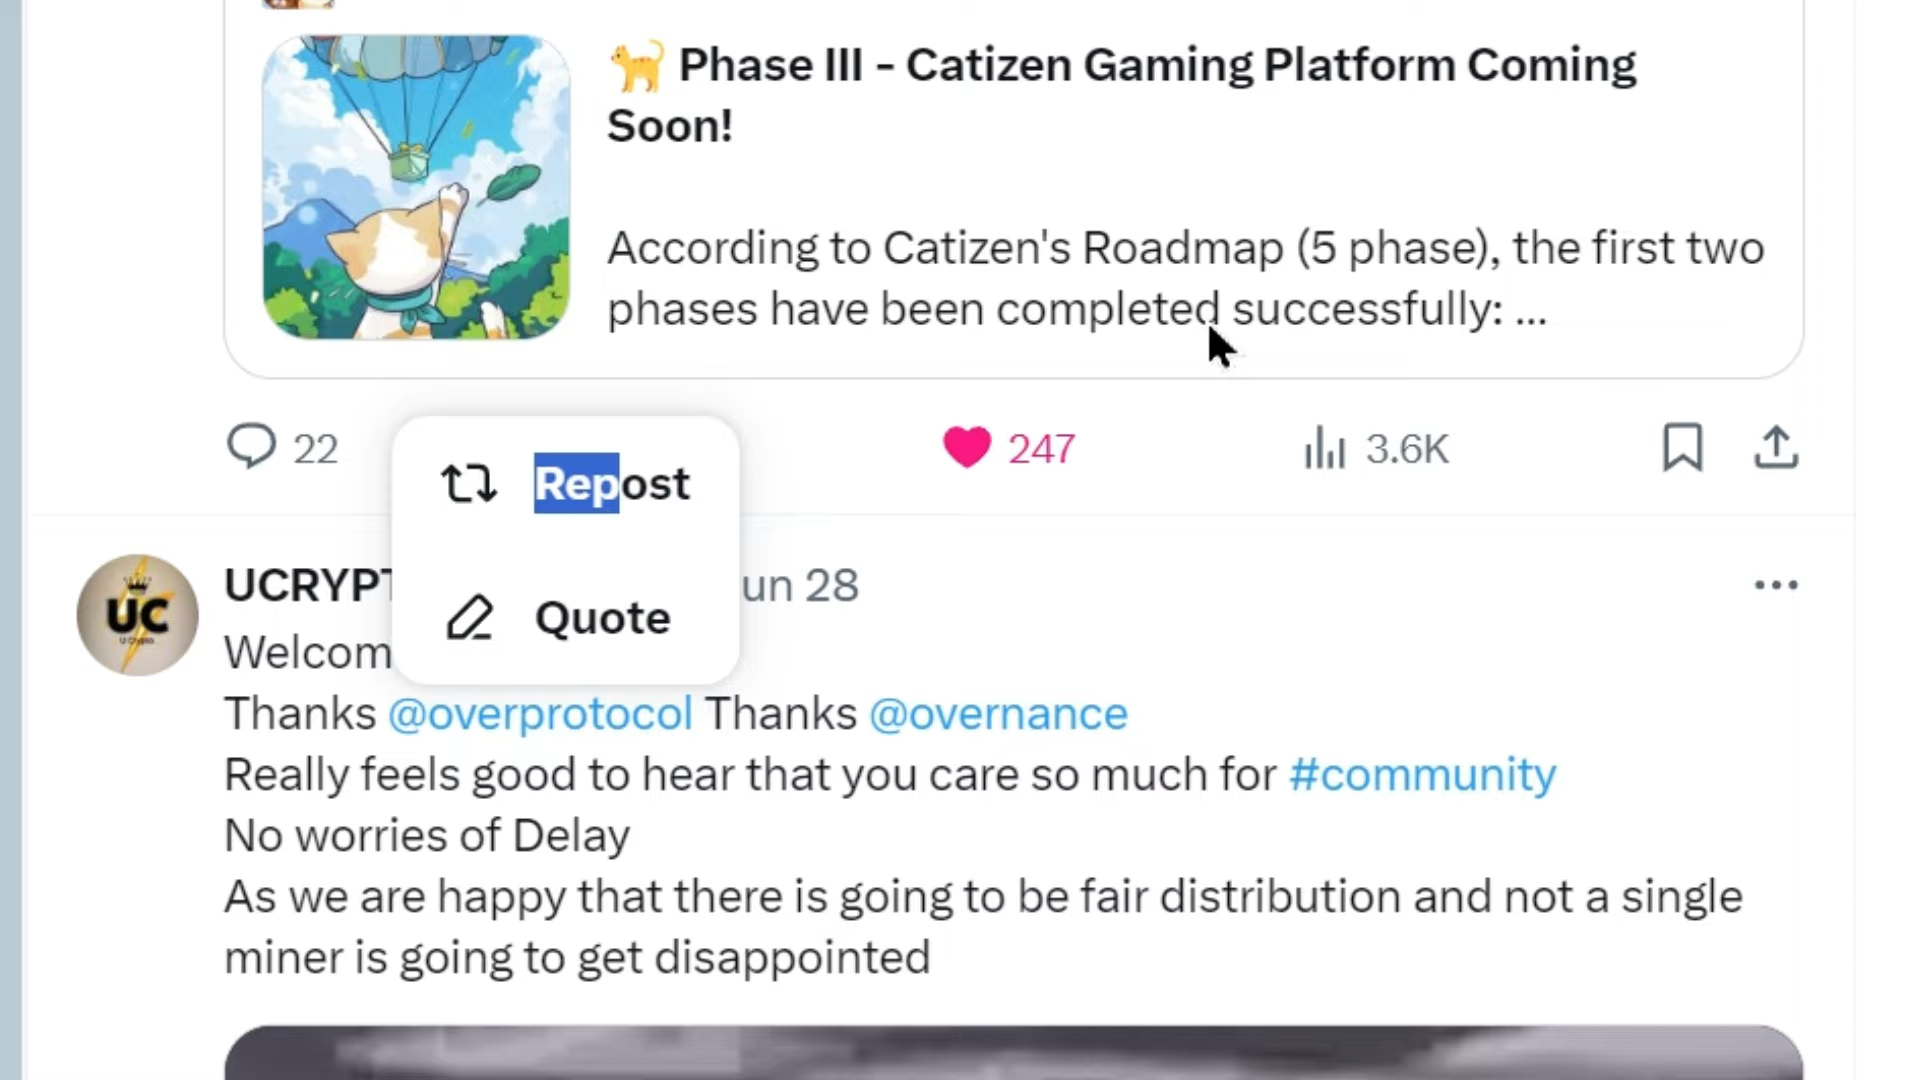 🐈 Phase III - Catizen Gaming Platform Coming
Soon!
According to Catizen's Roadmap (5 phase), the first two
phases have been completed successfully: ...
22
247
3.6K
Repost
Quote
UC
UCRYPT
un 28
Welcom
Thanks @overprotocol Thanks @overnance
Really feels good to hear that you care so much for #community
No worries of Delay
As we are happy that there is going to be fair distribution and not a single
miner is going to get disappointed